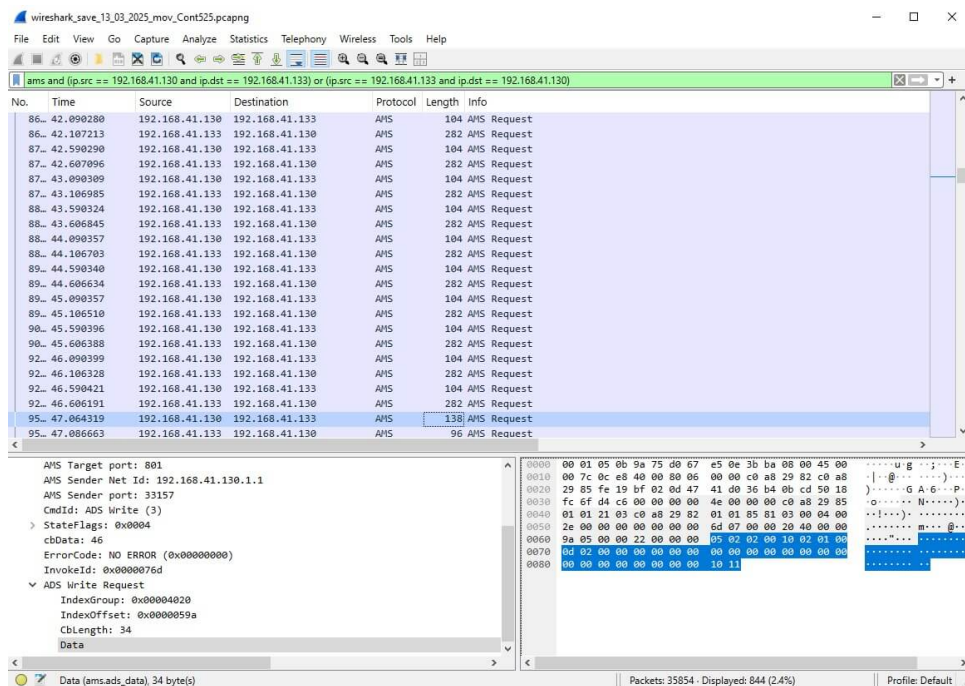 wireshark_save_13_03_2025_mov_Cont525.pcapng
File Edit View Go Capture Analyze Statistics Telephony Wireless Tools Help
ams and (ip.src == 192.168.41.130 and ip.dst == 192.168.41.133) or (ip.src == 192.168.41.133 and ip.dst == 192.168.41.130)
No. Time Source Destination Protocol Length Info
86… 42.090280 192.168.41.130 192.168.41.133 AMS 104 AMS Request
86… 42.107213 192.168.41.133 192.168.41.130 AMS 282 AMS Request
87… 42.590290 192.168.41.130 192.168.41.133 AMS 104 AMS Request
87… 42.607096 192.168.41.133 192.168.41.130 AMS 282 AMS Request
87… 43.090309 192.168.41.130 192.168.41.133 AMS 104 AMS Request
87… 43.106985 192.168.41.133 192.168.41.130 AMS 282 AMS Request
88… 43.590324 192.168.41.130 192.168.41.133 AMS 104 AMS Request
88… 43.606845 192.168.41.133 192.168.41.130 AMS 282 AMS Request
88… 44.090357 192.168.41.130 192.168.41.133 AMS 104 AMS Request
88… 44.106703 192.168.41.133 192.168.41.130 AMS 282 AMS Request
89… 44.590340 192.168.41.130 192.168.41.133 AMS 104 AMS Request
89… 44.606634 192.168.41.133 192.168.41.130 AMS 282 AMS Request
89… 45.090357 192.168.41.130 192.168.41.133 AMS 104 AMS Request
89… 45.106510 192.168.41.133 192.168.41.130 AMS 282 AMS Request
90… 45.590396 192.168.41.130 192.168.41.133 AMS 104 AMS Request
90… 45.606388 192.168.41.133 192.168.41.130 AMS 282 AMS Request
92… 46.090399 192.168.41.130 192.168.41.133 AMS 104 AMS Request
92… 46.106328 192.168.41.133 192.168.41.130 AMS 282 AMS Request
92… 46.590421 192.168.41.130 192.168.41.133 AMS 104 AMS Request
92… 46.606191 192.168.41.133 192.168.41.130 AMS 282 AMS Request
95… 47.064319 192.168.41.130 192.168.41.133 AMS 138 AMS Request
95… 47.086663 192.168.41.133 192.168.41.130 AMS 96 AMS Request
AMS Target port: 801
AMS Sender Net Id: 192.168.41.130.1.1
AMS Sender port: 33157
CmdId: ADS Write (3)
StateFlags: 0x0004
cbData: 46
ErrorCode: NO ERROR (0x00000000)
InvokeId: 0x0000076d
ADS Write Request
IndexGroup: 0x00004020
IndexOffset: 0x0000059a
CbLength: 34
Data
0000 00 01 05 0b 9a 75 d0 67 e5 0e 3b ba 08 00 45 00
0010 00 7c 0c e8 40 00 80 06 00 00 c0 a8 29 82 c0 a8
0020 29 85 fe 19 bf 02 0d 47 41 d0 36 b4 0b cd 50 18
0030 fc 6f d4 c6 00 00 00 00 4e 00 00 00 c0 a8 29 85
0040 01 01 21 03 c0 a8 29 82 01 01 85 81 03 00 04 00
0050 2e 00 00 00 00 00 00 00 6d 07 00 00 20 40 00 00
0060 9a 05 00 00 22 00 00 00 05 02 02 00 10 02 01 00
0070 0d 02 00 00 00 00 00 00 00 00 00 00 00 00 00 00
0080 00 00 00 00 00 00 00 00 10 11
Data (ams.ads_data), 34 byte(s)
Packets: 35854 · Displayed: 844 (2.4%)
Profile: Default